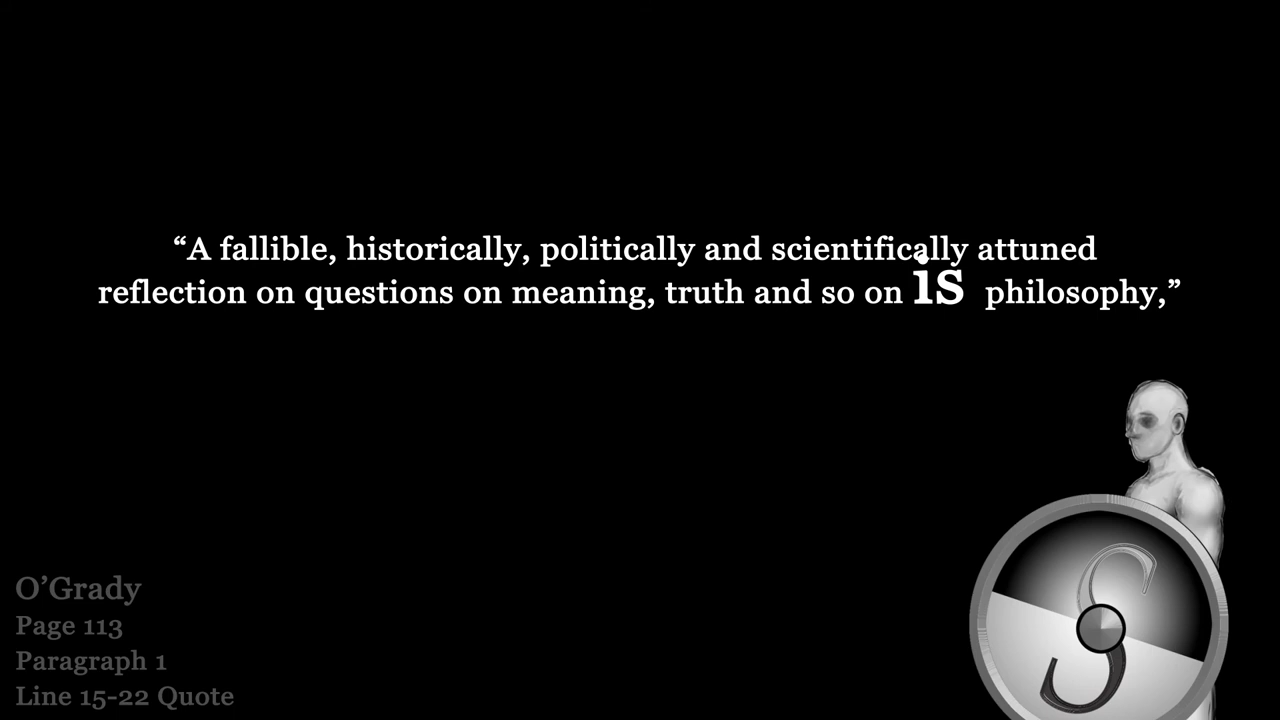 “A fallible, historically, politically and scientifically attuned
reflection on questions on meaning, truth and so on is philosophy,”
O’Grady
Page 113
Paragraph 1
Line 15-22 Quote
S